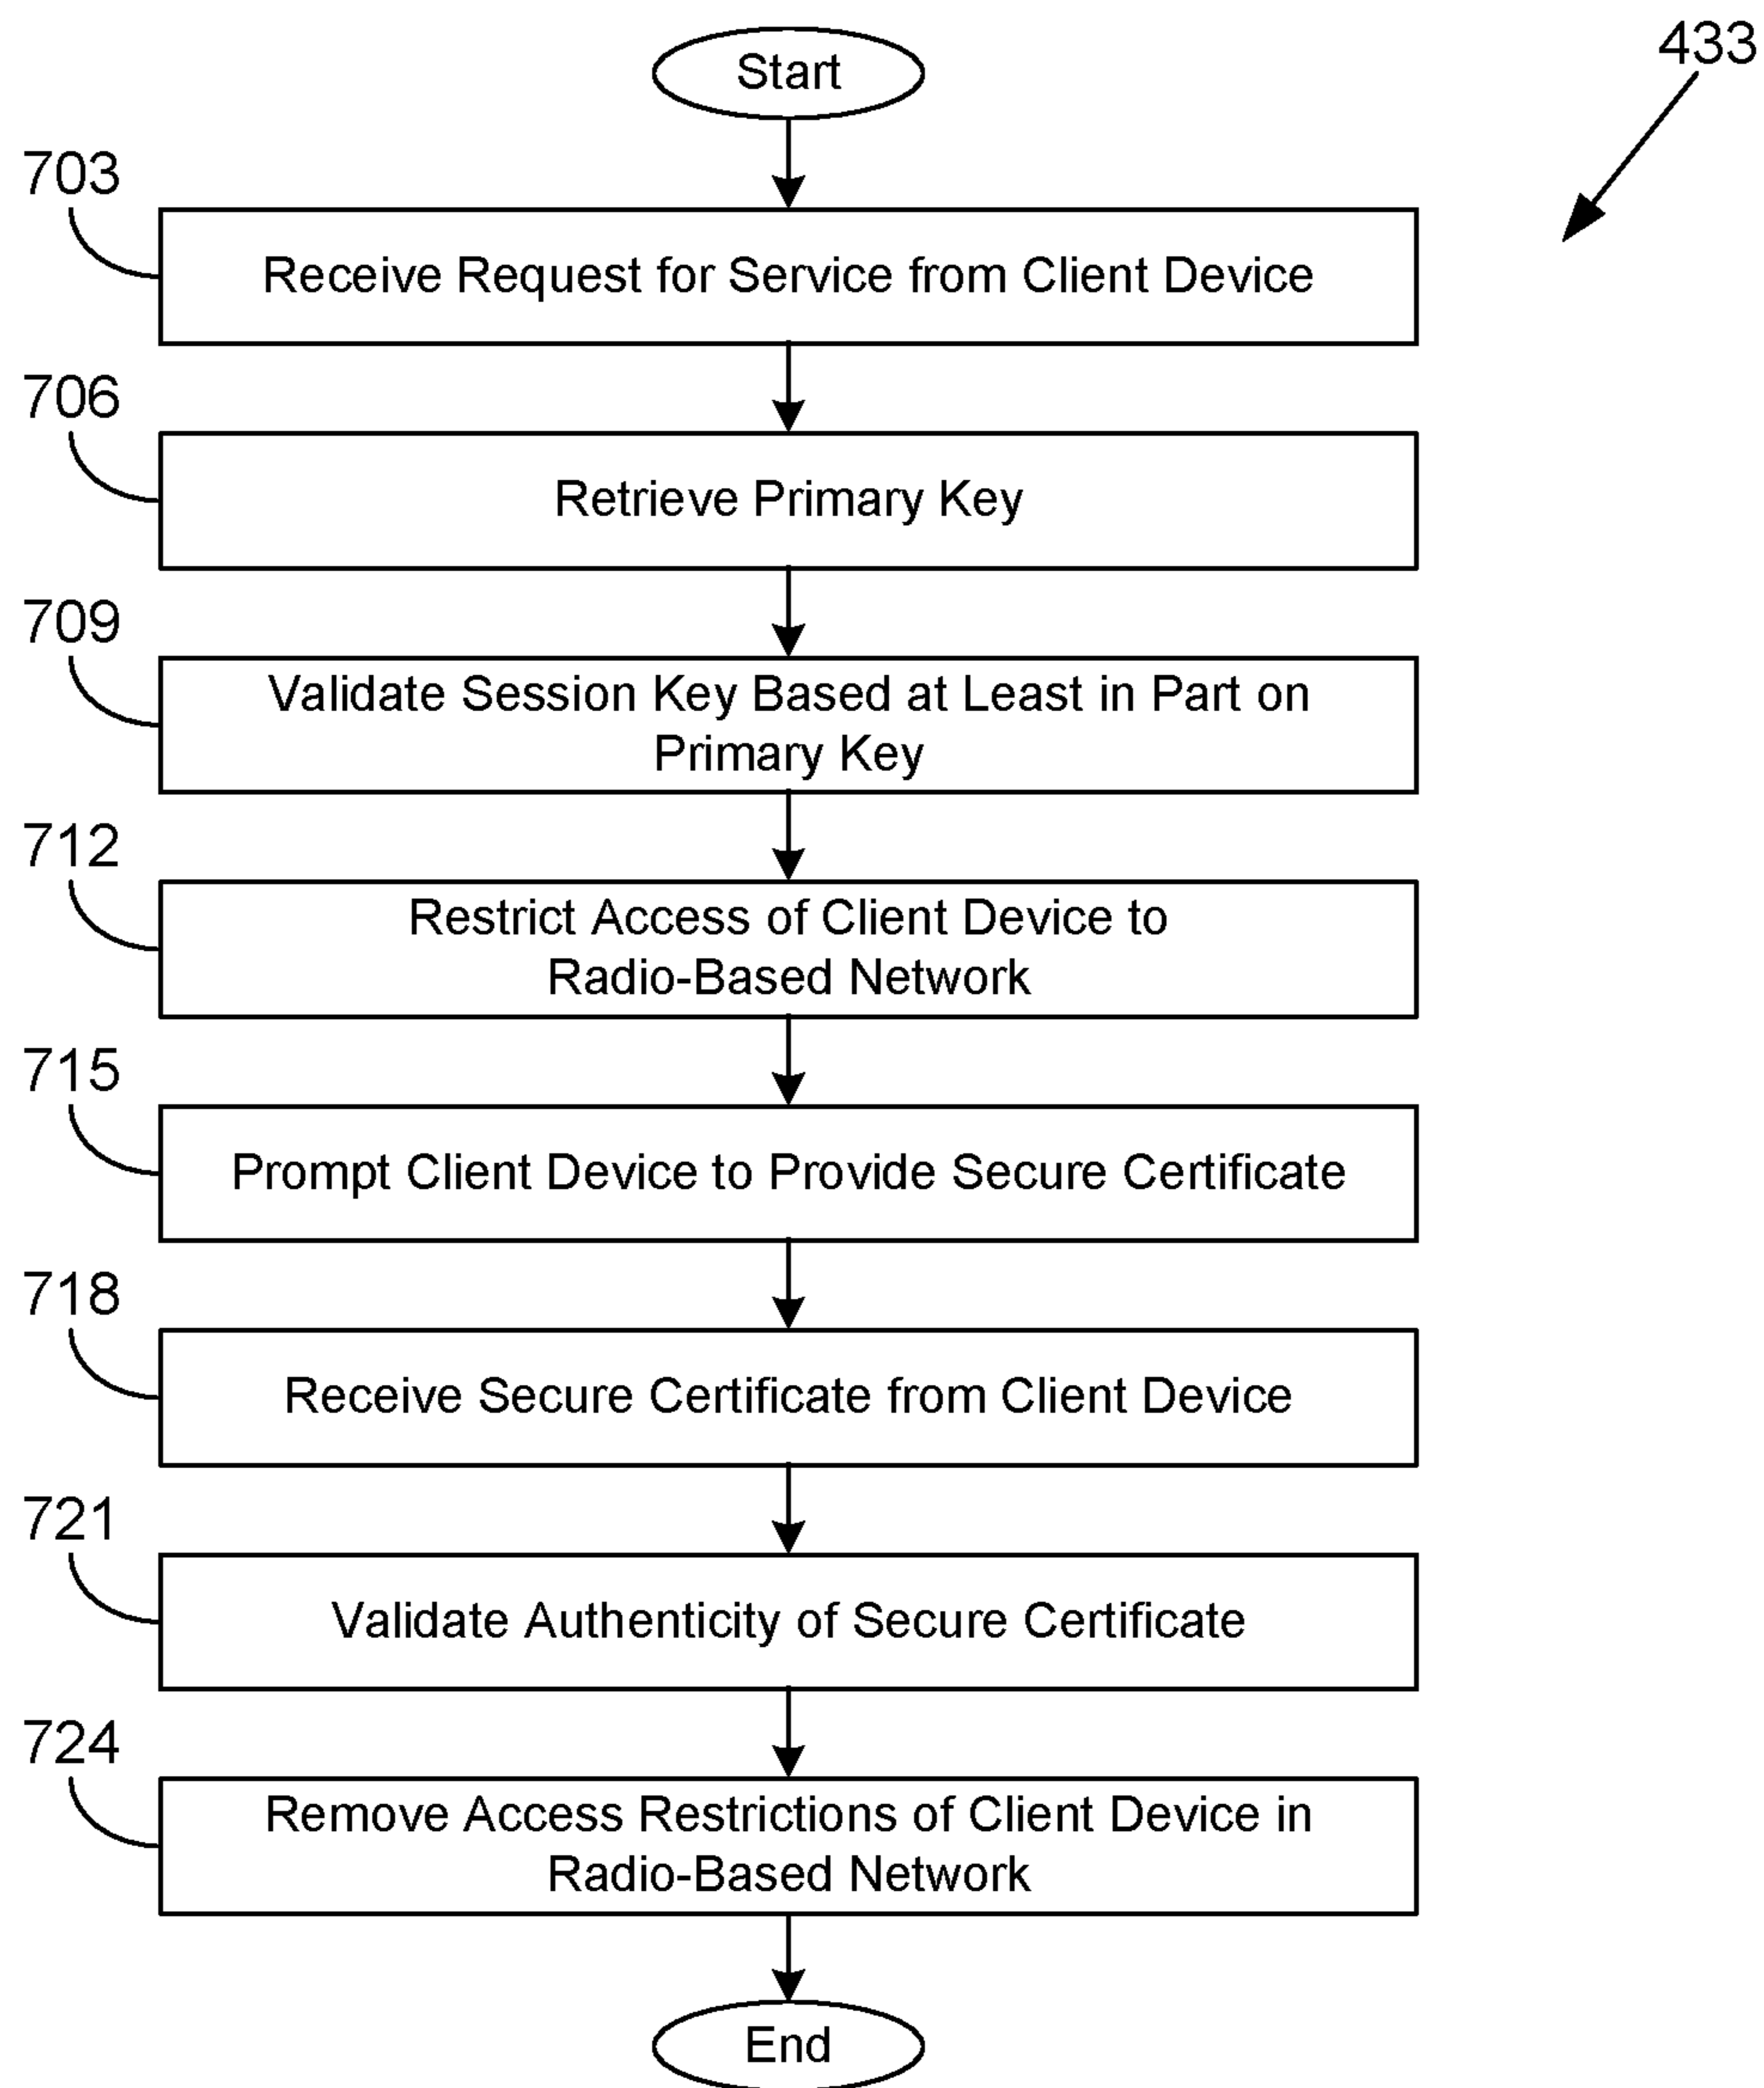 Start
433
703
Receive Request for Service from Client Device
706
Retrieve Primary Key
709
Validate Session Key Based at Least in Part on
Primary Key
712
Restrict Access of Client Device to
Radio-Based Network
715
Prompt Client Device to Provide Secure Certificate
718
Receive Secure Certificate from Client Device
721
Validate Authenticity of Secure Certificate
724
Remove Access Restrictions of Client Device in
Radio-Based Network
End